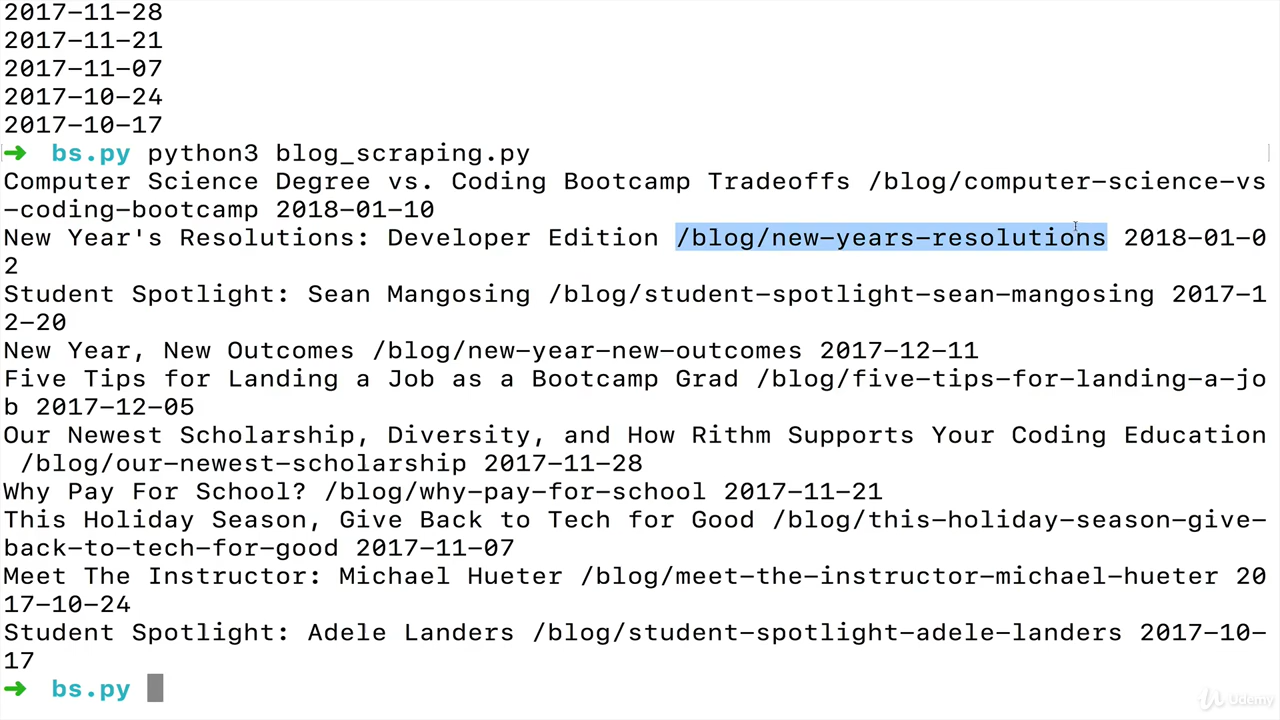 2017-11-28
2017-11-21
2017-11-07
2017-10-24
2017-10-17
➜ bs.py python3 blog_scraping.py
Computer Science Degree vs. Coding Bootcamp Tradeoffs /blog/computer-science-vs
-coding-bootcamp 2018-01-10
New Year's Resolutions: Developer Edition /blog/new-years-resolutions 2018-01-0
2
Student Spotlight: Sean Mangosing /blog/student-spotlight-sean-mangosing 2017-1
2-20
New Year, New Outcomes /blog/new-year-new-outcomes 2017-12-11
Five Tips for Landing a Job as a Bootcamp Grad /blog/five-tips-for-landing-a-jo
b 2017-12-05
Our Newest Scholarship, Diversity, and How Rithm Supports Your Coding Education
 /blog/our-newest-scholarship 2017-11-28
Why Pay For School? /blog/why-pay-for-school 2017-11-21
This Holiday Season, Give Back to Tech for Good /blog/this-holiday-season-give-
back-to-tech-for-good 2017-11-07
Meet The Instructor: Michael Hueter /blog/meet-the-instructor-michael-hueter 20
17-10-24
Student Spotlight: Adele Landers /blog/student-spotlight-adele-landers 2017-10-
17
➜ bs.py
Udemy